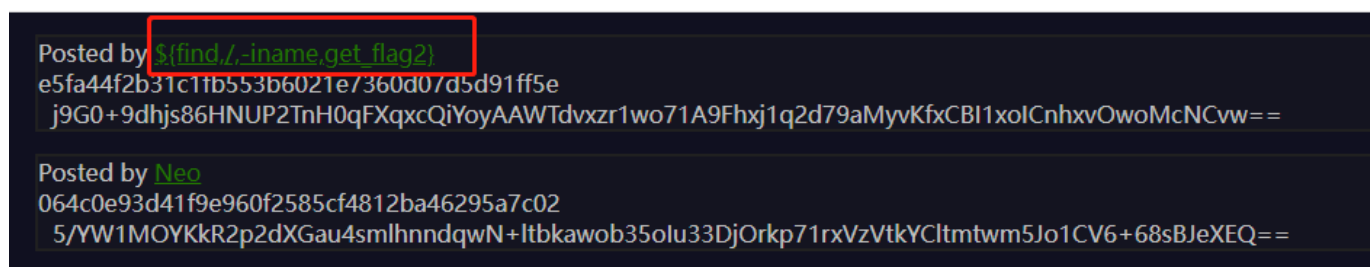 Posted by ${find,/,-iname,get_flag2}
e5fa44f2b31c1fb553b6021e7360d07d5d91ff5e
j9G0+9dhjs86HNUP2TnH0qFXqxcQiYoyAAWTdvxzr1wo71A9Fhxj1q2d79aMyvKfxCBI1xoICnhxvOwoMcNCvw==
Posted by Neo
064c0e93d41f9e960f2585cf4812ba46295a7c02
5/YW1MOYKkR2p2dXGau4smlhnndqwN+ltbkawob35oIu33DjOrkp71rxVzVtkYCltmtwm5Jo1CV6+68sBJeXEQ==